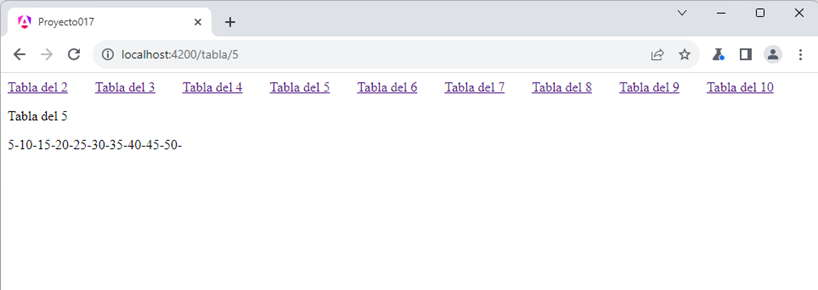 Proyecto017
localhost:4200/tabla/5
Tabla del 2 Tabla del 3 Tabla del 4 Tabla del 5 Tabla del 6 Tabla del 7 Tabla del 8 Tabla del 9 Tabla del 10
Tabla del 5
5-10-15-20-25-30-35-40-45-50-